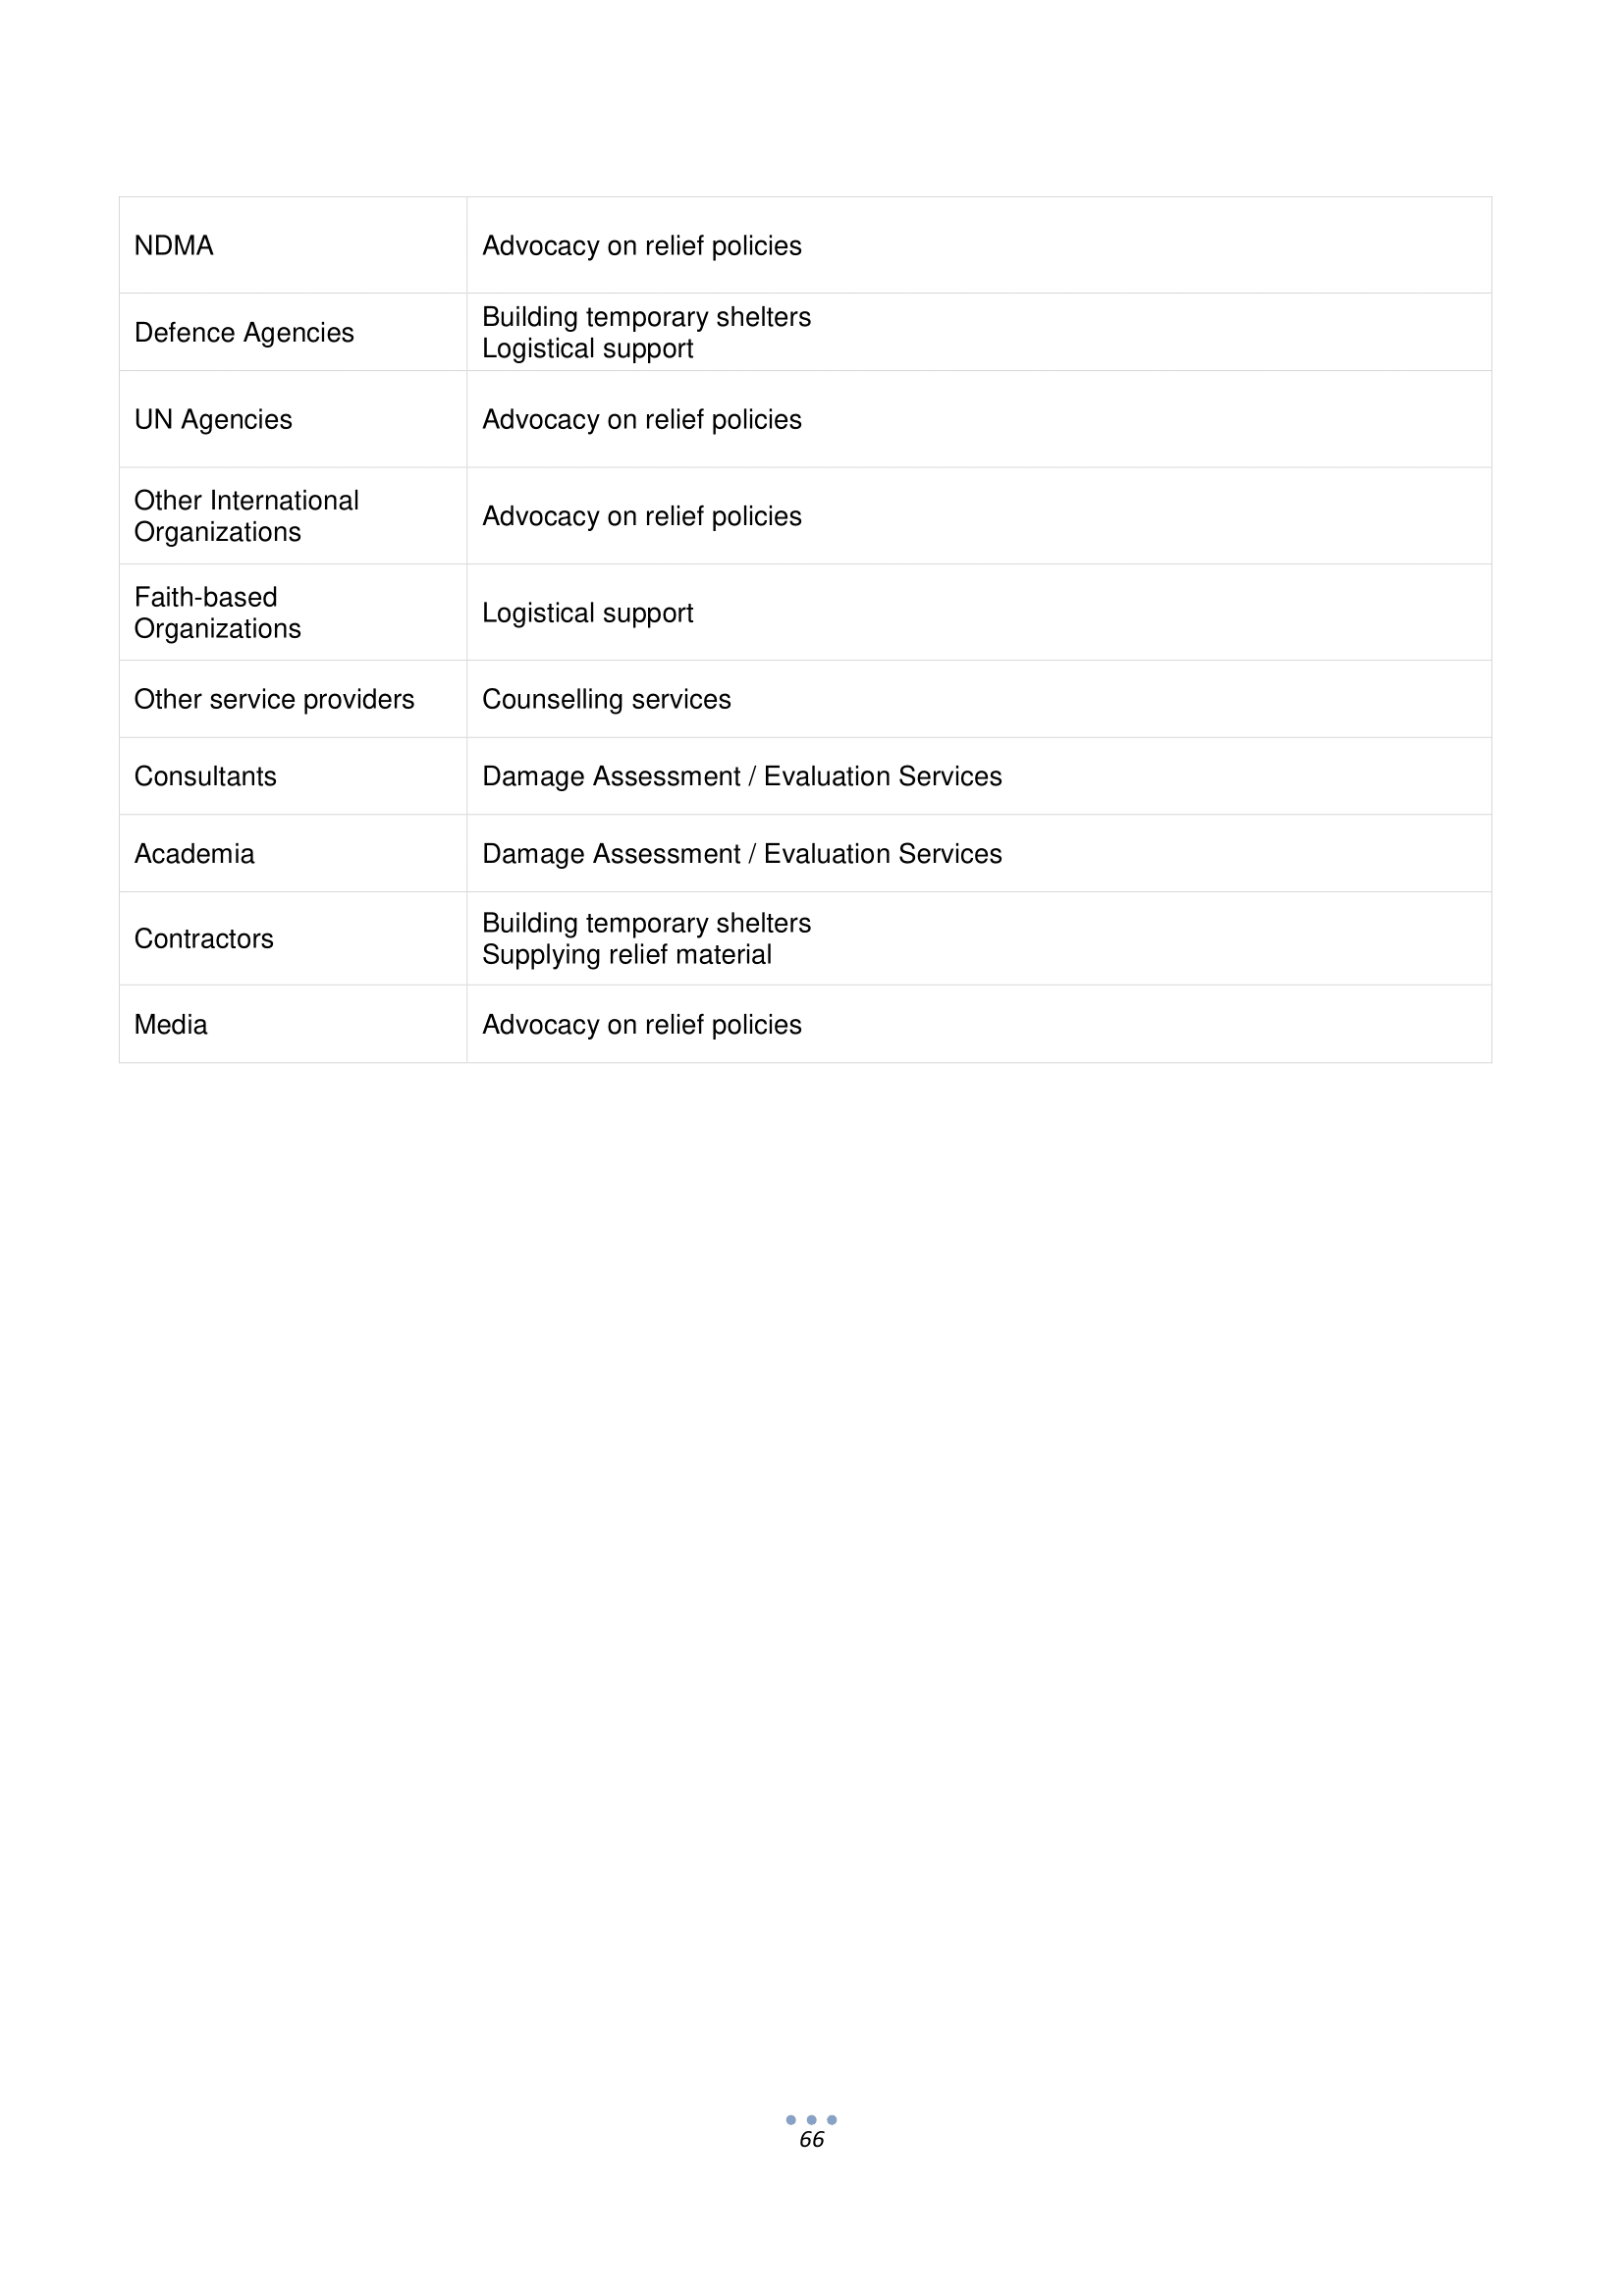 NDMA
Advocacy on relief policies
Defence Agencies
Building temporary shelters
Logistical support
UN Agencies
Advocacy on relief policies
Other International
Organizations
Advocacy on relief policies
Faith-based
Organizations
Logistical support
Other service providers
Counselling services
Consultants
Damage Assessment / Evaluation Services
Academia
Damage Assessment / Evaluation Services
Contractors
Building temporary shelters
Supplying relief material
Media
Advocacy on relief policies
66